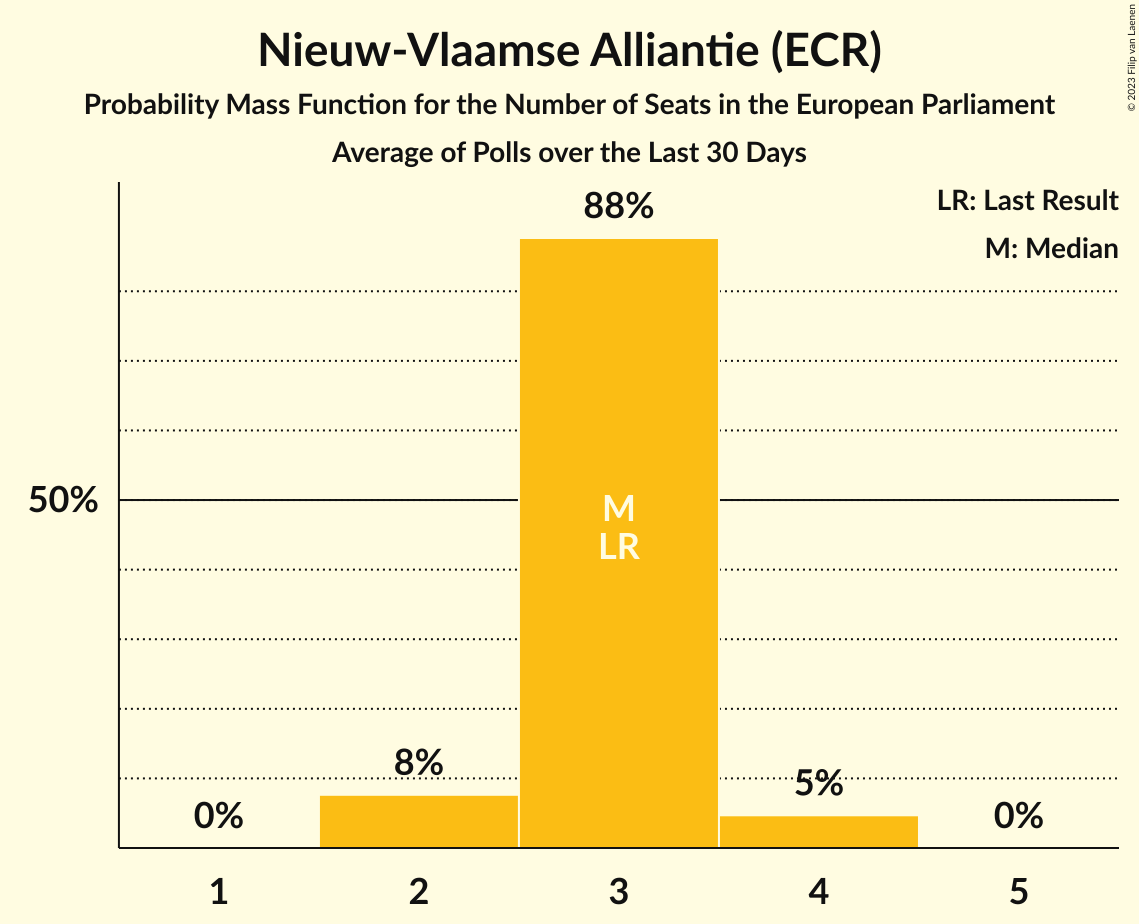 Nieuw-Vlaamse Alliantie (ECR)
Probability Mass Function for the Number of Seats in the European Parliament
Average of Polls over the Last 30 Days
© 2023 Filip van Laenen
LR: Last Result
M: Median
88%
50%
M
LR
8%
5%
0%
0%
1 2 3 4 5